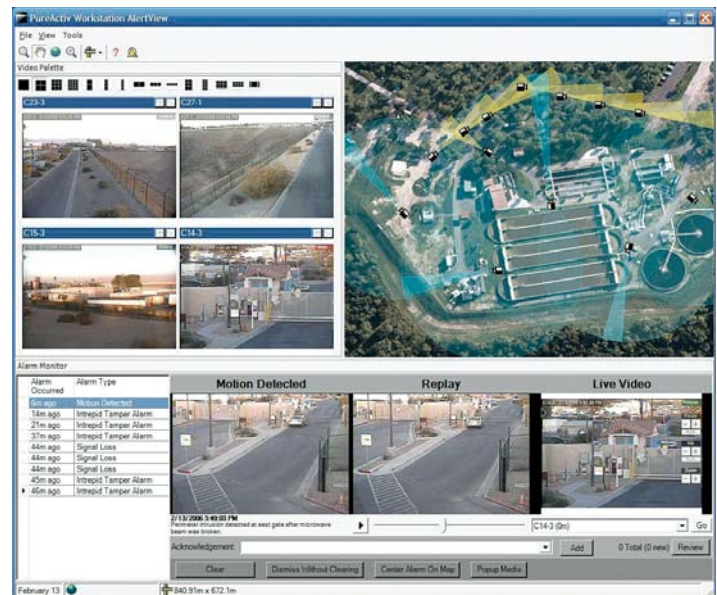 PureActiv Workstation AlertView
File View Tools
Video Palette
C23-3
C27-1
C15-3
C14-3
Alarm Monitor
Alarm Occurred Alarm Type
6m ago Motion Detected
14m ago Intrepid Tamper Alarm
21m ago Intrepid Tamper Alarm
37m ago Intrepid Tamper Alarm
44m ago Signal Loss
44m ago Signal Loss
44m ago Signal Loss
45m ago Intrepid Tamper Alarm
46m ago Intrepid Tamper Alarm
Motion Detected Replay Live Video
2/13/2006 5:40:03 PM
Perimeter intrusion detected at east gate after microwave
beam was broken.
C14-3 (0m) Go
Acknowledgement: Add 0 Total (0 new) Review
Clear Dismiss Without Clearing Center Alarm On Map Popup Media
February 13 840.91m x 672.1m